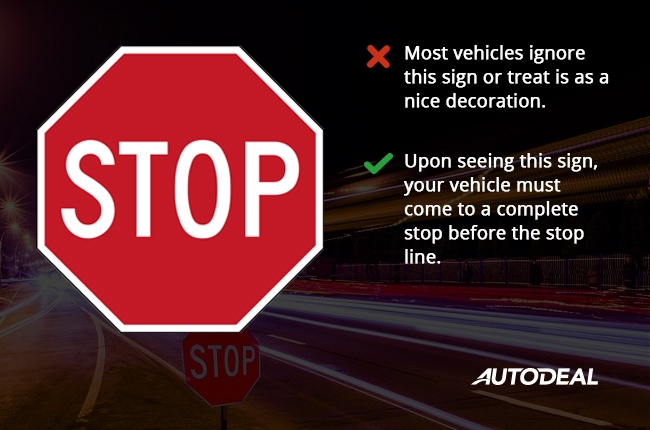 STOP
Most vehicles ignore
this sign or treat is as a
nice decoration.
Upon seeing this sign,
your vehicle must
come to a complete
stop before the stop
line.
STOP
AUTODEAL